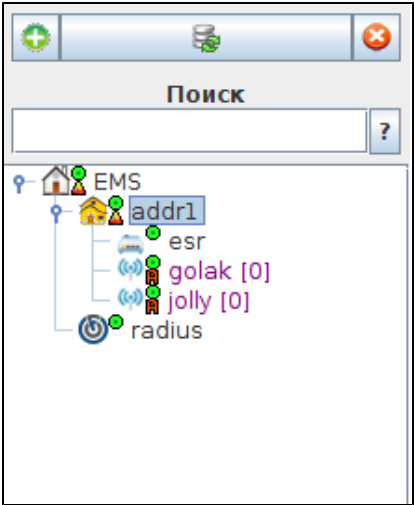 Поиск
?
EMS
addr1
esr
golak [0]
jolly [0]
radius